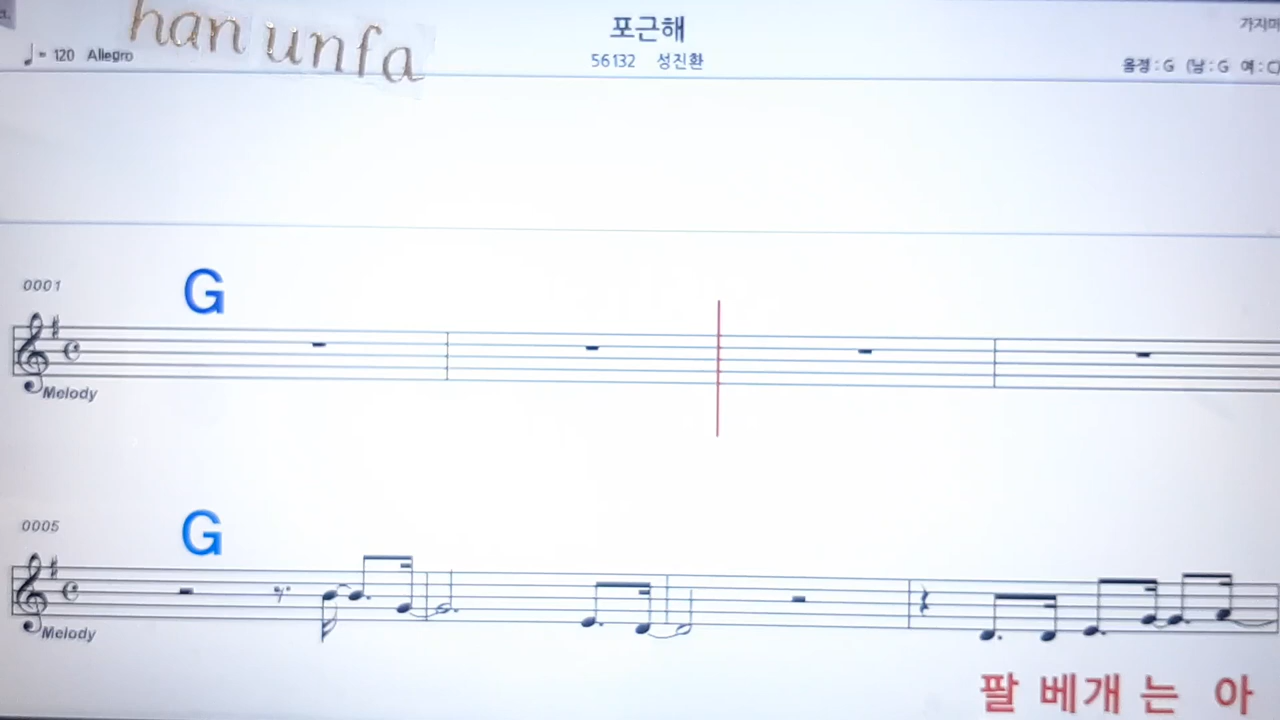 han unfa
포근해
♩= 120 Allegro
56132 성진환
음정 : G (남 : G 여 : C)
0001
G
Melody
0005
G
Melody
팔 베개 는 아